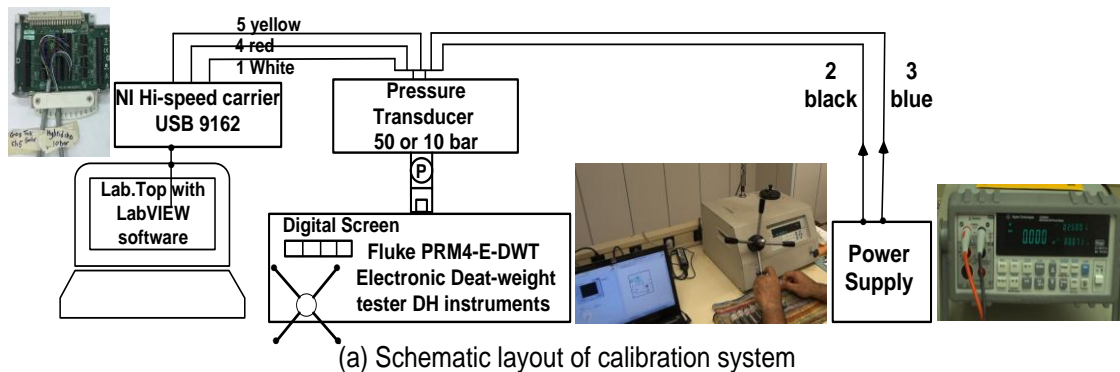 5 yellow
4 red
1 White
NI Hi-speed carrier
USB 9162
Lab.Top with
LabVIEW
software
Pressure
Transducer
50 or 10 bar
P
Digital Screen
Fluke PRM4-E-DWT
Electronic Deat-weight
tester DH instruments
2
black
3
blue
Power
Supply
(a) Schematic layout of calibration system